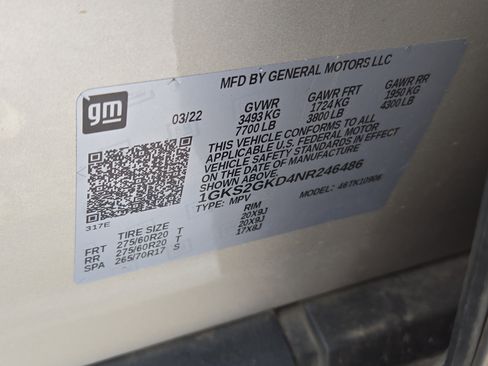 gm
MFD BY GENERAL MOTORS LLC
03/22
GVWR GAWR FRT GAWR RR
3493 KG 1724 KG 1950 KG
7700 LB 3800 LB 4300 LB
THIS VEHICLE CONFORMS TO ALL
APPLICABLE U.S. FEDERAL MOTOR
VEHICLE SAFETY STANDARDS IN EFFECT
ON THE DATE OF MANUFACTURE
SHOWN ABOVE.
1GKS2GKD4NR246486
TYPE: MPV MODEL:
317E
TIRE SIZE RIM
FRT 275/60R20 T 20X9J
RR 275/60R20 T 20X9J
SPA 265/70R17 S 17X8J